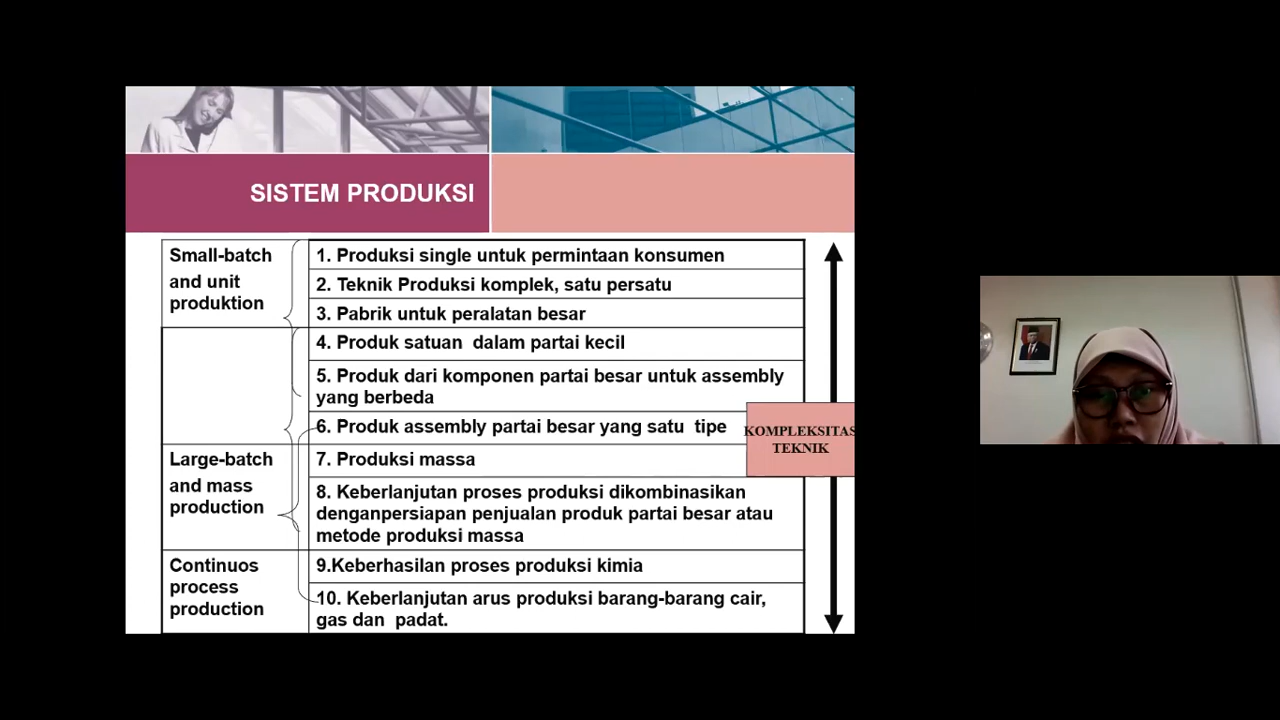 SISTEM PRODUKSI
Small-batch
and unit
produktion
1. Produksi single untuk permintaan konsumen
2. Teknik Produksi komplek, satu persatu
3. Pabrik untuk peralatan besar
4. Produk satuan dalam partai kecil
5. Produk dari komponen partai besar untuk assembly
yang berbeda
6. Produk assembly partai besar yang satu tipe
KOMPLEKSITAS
TEKNIK
Large-batch
and mass
production
7. Produksi massa
8. Keberlanjutan proses produksi dikombinasikan
denganpersiapan penjualan produk partai besar atau
metode produksi massa
Continuos
process
production
9.Keberhasilan proses produksi kimia
10. Keberlanjutan arus produksi barang-barang cair,
gas dan padat.